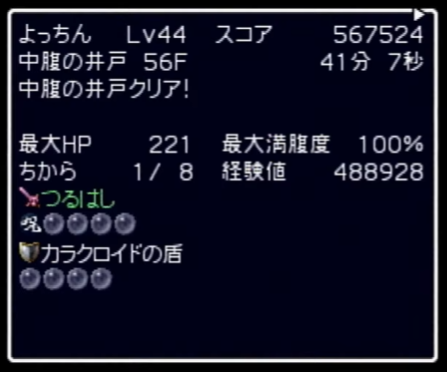 よっちん Lv44 スコア 567524
中腹の井戸 56F 41分 7秒
中腹の井戸クリア!
最大HP 221 最大満腹度 100%
ちから 1/ 8 経験値 488928
つるはし
呪
カラクロイドの盾